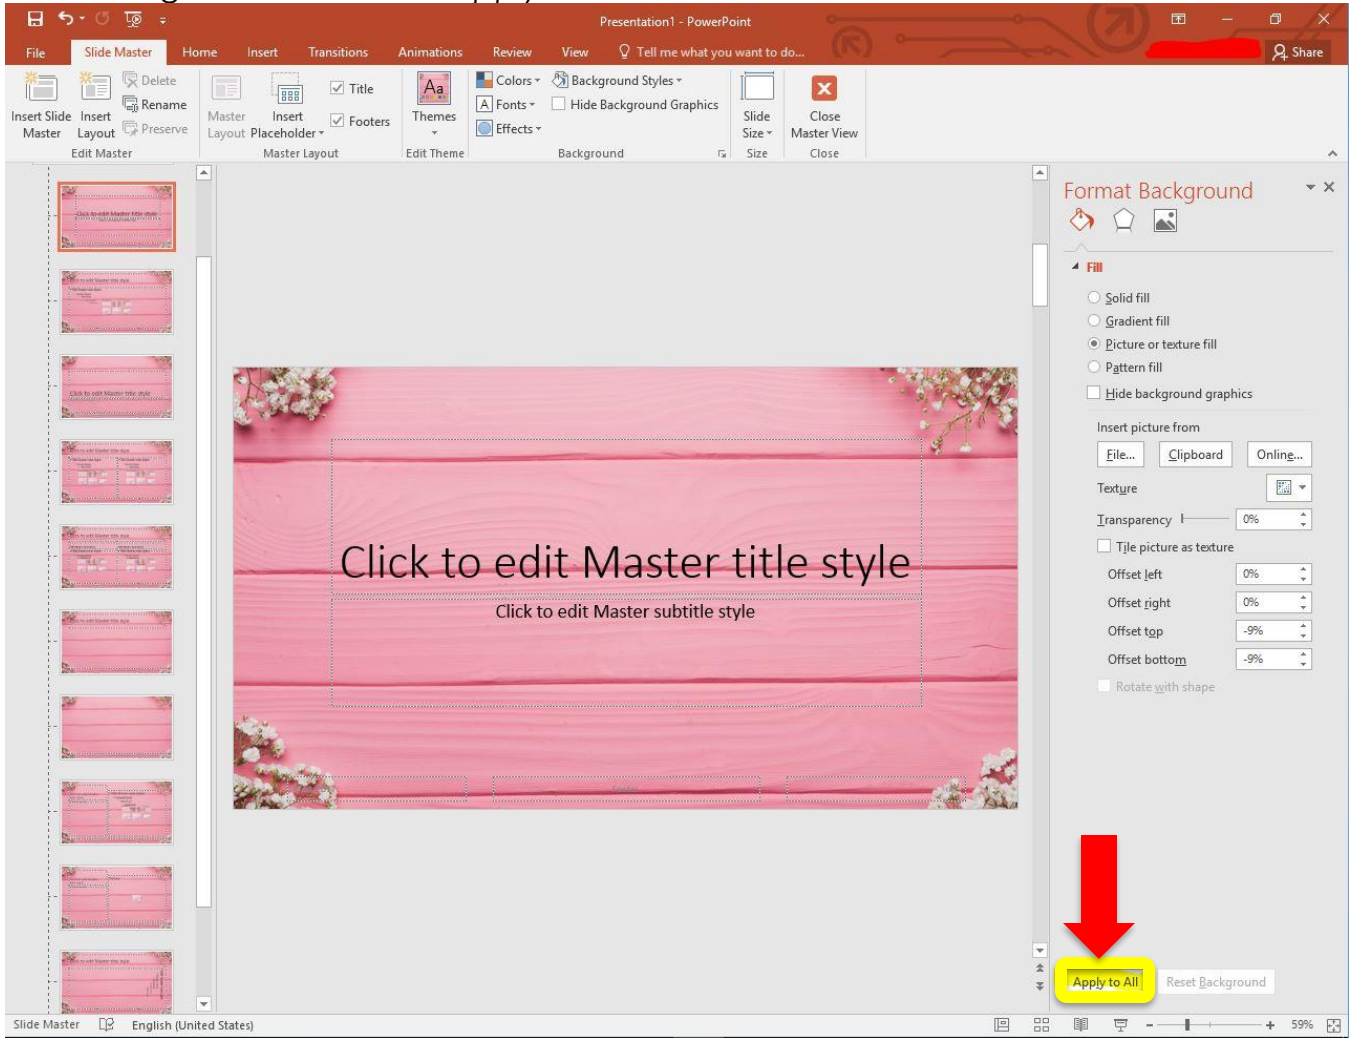 Presentation1 - PowerPoint
File Slide Master Home Insert Transitions Animations Review View Tell me what you want to do... Share
Insert Slide Master
Insert Layout
Delete
Rename
Preserve
Edit Master
Master Layout
Insert Placeholder
Title
Footers
Master Layout
Themes
Edit Theme
Colors
Fonts
Effects
Background Styles
Hide Background Graphics
Background
Slide Size
Size
Close Master View
Close
Click to edit Master title style
Click to edit Master subtitle style
Format Background
Fill
Solid fill
Gradient fill
Picture or texture fill
Pattern fill
Hide background graphics
Insert picture from
File... Clipboard Online...
Texture
Transparency 0%
Tile picture as texture
Offset left 0%
Offset right 0%
Offset top -9%
Offset bottom -9%
Rotate with shape
Apply to All Reset Background
Slide Master English (United States) 59%